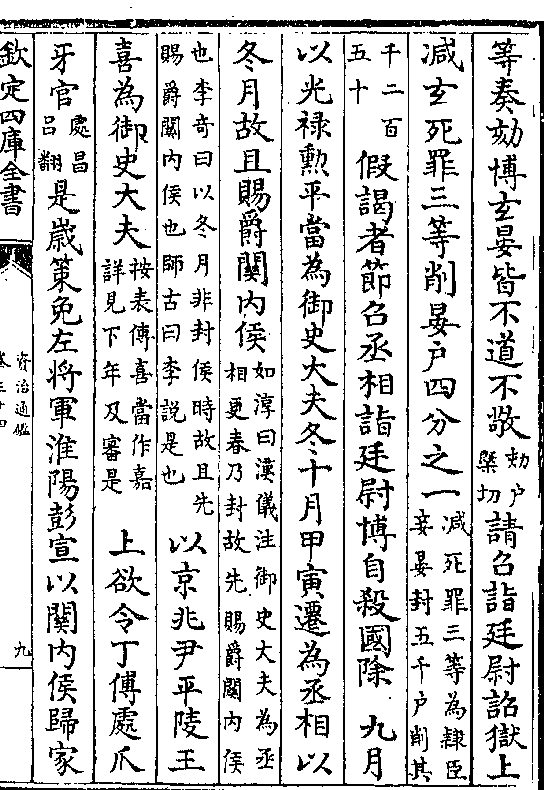 等奏劾博玄晏皆不道不敬劾户槩切請召詣廷尉詔獄上
減玄死罪三等削晏户四分之一減死罪三等為隷臣妾晏封五千户削其
千二百五十假謁者節召丞相詣廷尉博自殺國除 九月
以光禄勲平當為御史大夫冬十月甲寅遷為丞相以
冬月故且賜爵闗内侯如淳曰漢儀注御史大夫為丞相更春乃封故先賜爵闗内侯
也李竒曰以冬月非封侯時故且先賜爵闗内侯也師古曰李説是也 以京兆尹平陵王
喜為御史大夫按表傳喜當作嘉詳見下年及審是 上欲令丁傅處爪
牙官處昌吕翻是嵗策免左將軍淮陽彭宣以闗内侯歸家
欽定四庫全書
資治通鑑
卷三十四
九